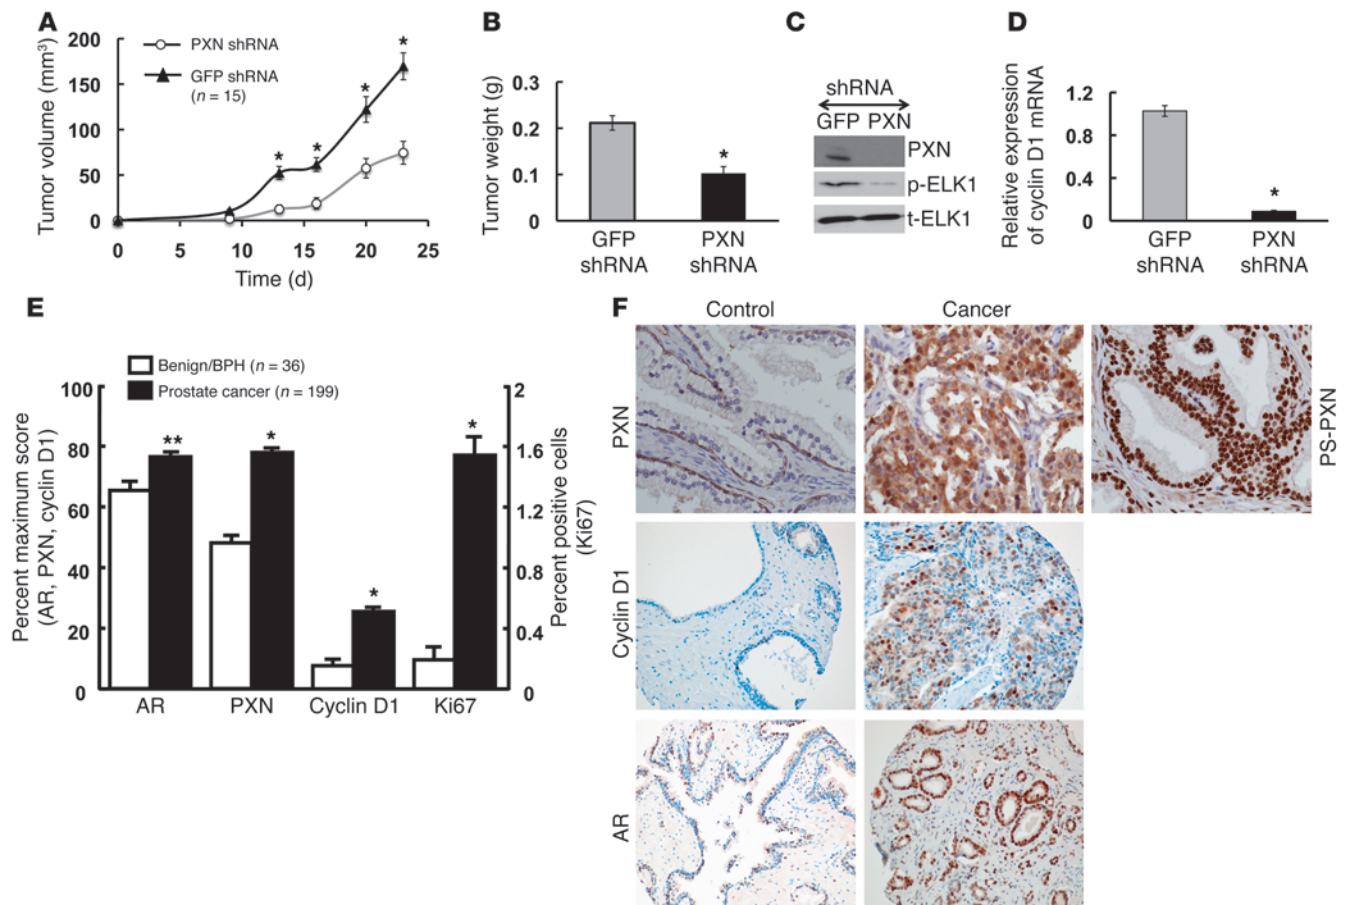 A
Tumor volume (mm³)
200
150
100
50
0
PXN shRNA
GFP shRNA
(n = 15)
*
*
*
*
0
5
10
15
20
25
Time (d)
B
Tumor weight (g)
0.3
0.2
0.1
0
*
GFP
shRNA
PXN
shRNA
C
shRNA
GFP PXN
PXN
p-ELK1
t-ELK1
D
Relative expression
of cyclin D1 mRNA
1.2
0.8
0.4
0
*
GFP
shRNA
PXN
shRNA
E
Benign/BPH (n = 36)
Prostate cancer (n = 199)
Percent maximum score
(AR, PXN, cyclin D1)
100
80
60
40
20
0
**
*
*
*
2
1.6
1.2
0.8
0.4
0
Percent positive cells
(Ki67)
AR
PXN
Cyclin D1
Ki67
F
Control
Cancer
PXN
PS-PXN
Cyclin D1
AR